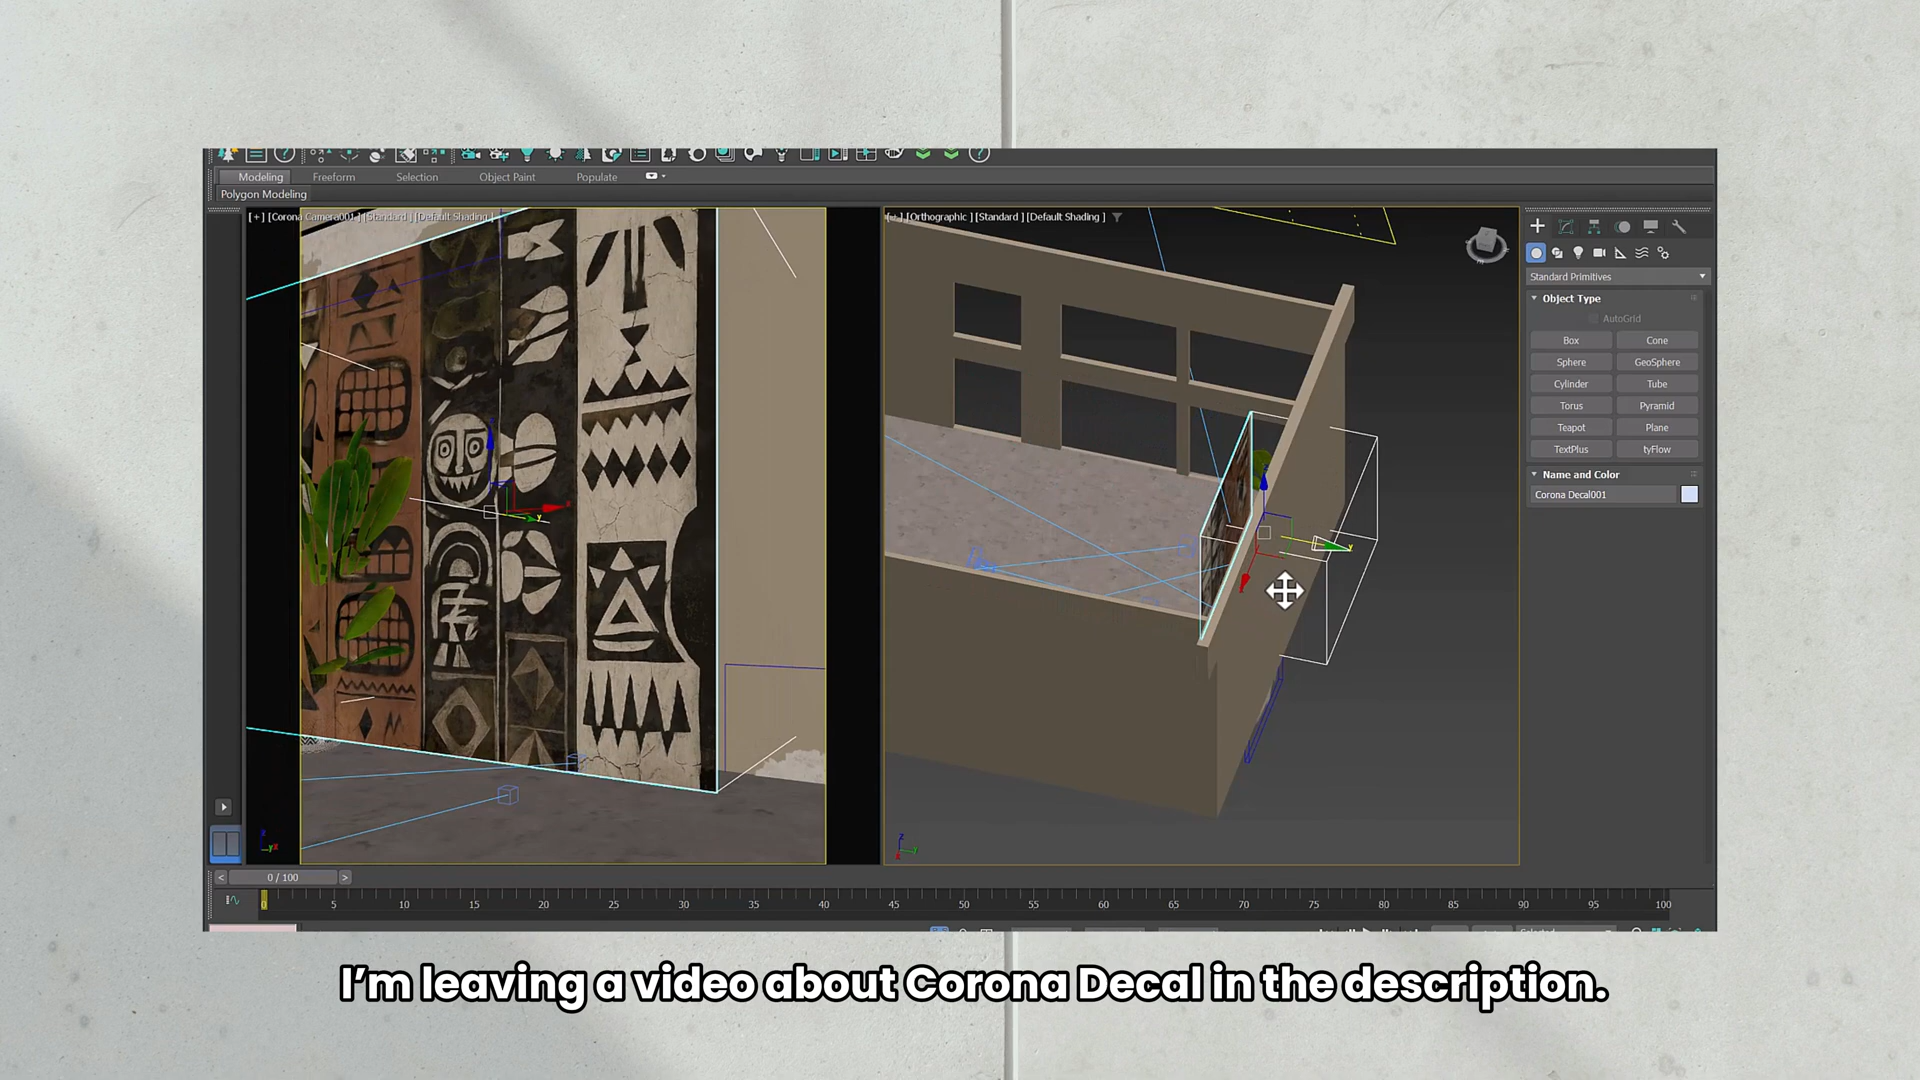 Modeling
Freeform
Selection
Object Paint
Populate
Polygon Modeling
[+] [Corona Camera001] [Standard] [Default Shading]
[Orthographic] [Standard] [Default Shading]
Standard Primitives
Object Type
AutoGrid
Box
Cone
Sphere
GeoSphere
Cylinder
Tube
Torus
Pyramid
Teapot
Plane
TextPlus
tyFlow
Name and Color
Corona Decal001
< 0 / 100 >
0 5 10 15 20 25 30 35 40 45 50 55 60 65 70 75 80 85 90 95 100
I'm leaving a video about Corona Decal in the description.